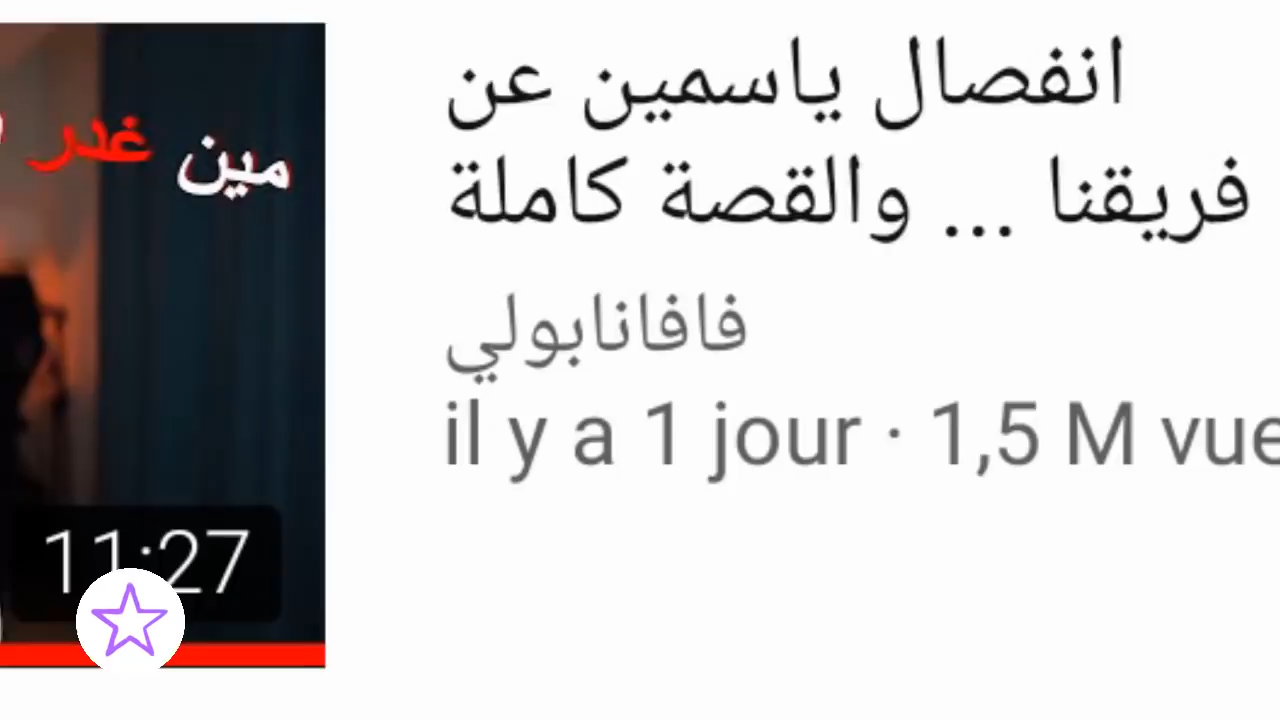 مين غدر
انفصال ياسمين عن
فريقنا ... والقصة كاملة
فافانابولي
il y a 1 jour · 1,5 M vue
11:27